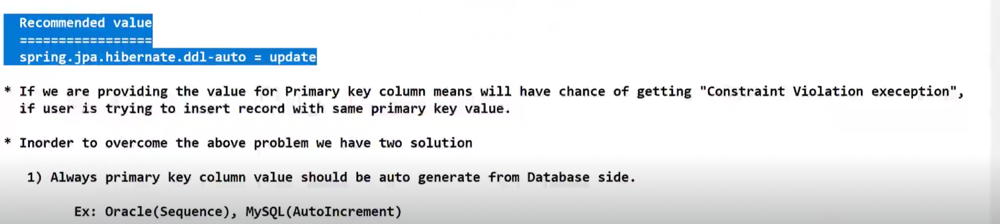 Recommended value
=================
spring.jpa.hibernate.ddl-auto = update
* If we are providing the value for Primary key column means will have chance of getting "Constraint Violation exeception",
if user is trying to insert record with same primary key value.
* Inorder to overcome the above problem we have two solution
1) Always primary key column value should be auto generate from Database side.
Ex: Oracle(Sequence), MySQL(AutoIncrement)